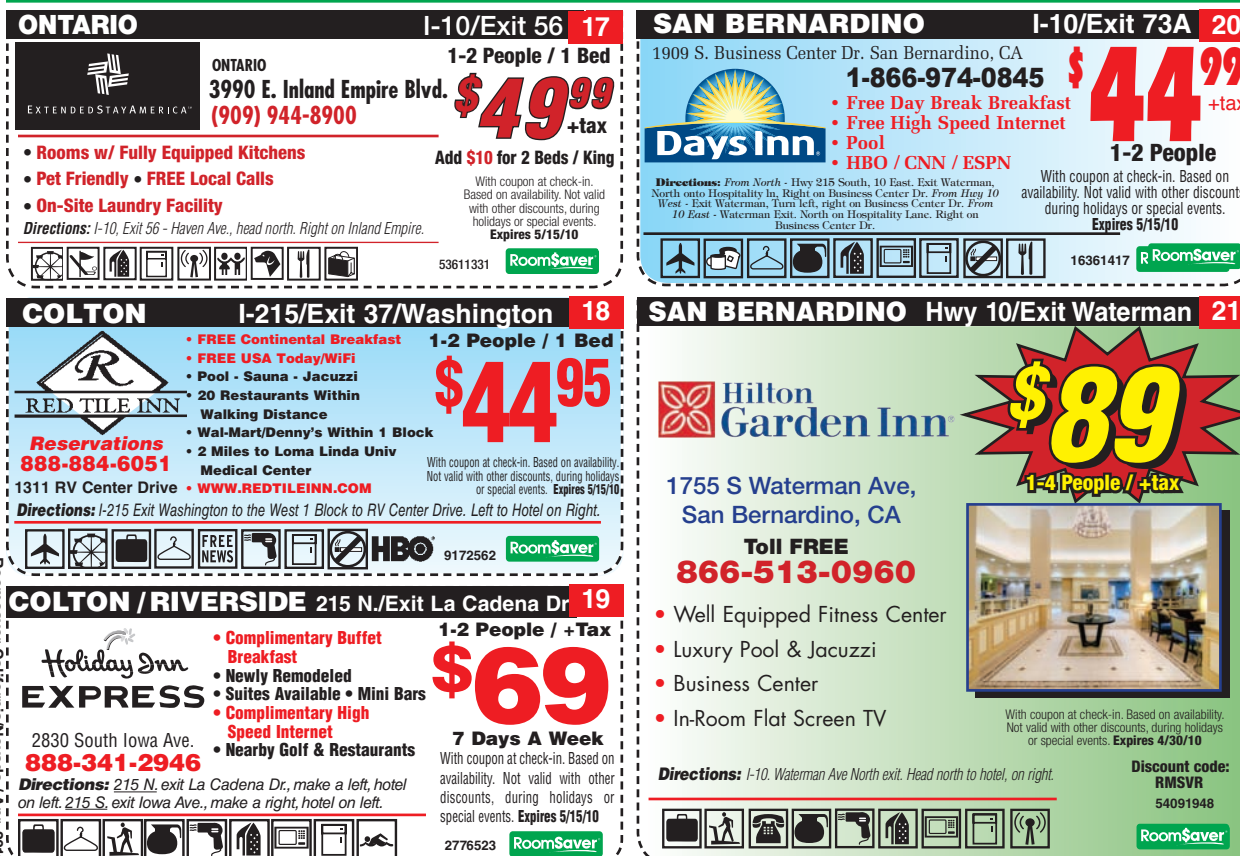 ONTARIO I-10/Exit 56 17
EXTENDEDSTAYAMERICA
ONTARIO
3990 E. Inland Empire Blvd.
(909) 944-8900
1-2 People / 1 Bed
$49.99
+tax
Add $10 for 2 Beds / King
• Rooms w/ Fully Equipped Kitchens
• Pet Friendly • FREE Local Calls
• On-Site Laundry Facility
Directions: I-10, Exit 56 - Haven Ave., head north. Right on Inland Empire.
With coupon at check-in.
Based on availability. Not valid
with other discounts, during
holidays or special events.
Expires 5/15/10
53611331 Room$aver
COLTON I-215/Exit 37/Washington 18
R
RED TILE INN
Reservations
888-884-6051
1311 RV Center Drive
• FREE Continental Breakfast
• FREE USA Today/WiFi
• Pool - Sauna - Jacuzzi
• 20 Restaurants Within
Walking Distance
• Wal-Mart/Denny's Within 1 Block
• 2 Miles to Loma Linda Univ
Medical Center
• WWW.REDTILEINN.COM
1-2 People / 1 Bed
$44.95
With coupon at check-in. Based on availability.
Not valid with other discounts, during holidays
or special events. Expires 5/15/10
Directions: I-215 Exit Washington to the West 1 Block to RV Center Drive. Left to Hotel on Right.
FREE
NEWS
HBO
9172562 Room$aver
COLTON / RIVERSIDE 215 N./Exit La Cadena Dr 19
Holiday Inn
EXPRESS
2830 South Iowa Ave.
888-341-2946
• Complimentary Buffet
Breakfast
• Newly Remodeled
• Suites Available • Mini Bars
• Complimentary High
Speed Internet
• Nearby Golf & Restaurants
1-2 People / +Tax
$69
7 Days A Week
With coupon at check-in. Based on
availability. Not valid with other
discounts, during holidays or
special events. Expires 5/15/10
Directions: 215 N. exit La Cadena Dr., make a left, hotel
on left. 215 S. exit Iowa Ave., make a right, hotel on left.
2776523 Room$aver
SAN BERNARDINO I-10/Exit 73A 20
1909 S. Business Center Dr. San Bernardino, CA
1-866-974-0845
Days Inn
• Free Day Break Breakfast
• Free High Speed Internet
• Pool
• HBO / CNN / ESPN
$44.99
+tax
1-2 People
With coupon at check-in. Based on
availability. Not valid with other discounts
during holidays or special events.
Expires 5/15/10
Directions: From North - Hwy 215 South, 10 East. Exit Waterman,
North onto Hospitality ln, Right on Business Center Dr. From Hwy 10
West - Exit Waterman, Turn left, right on Business Center Dr. From
10 East - Waterman Exit. North on Hospitality Lane. Right on
Business Center Dr.
16361417 R Room$aver
SAN BERNARDINO Hwy 10/Exit Waterman 21
Hilton
Garden Inn
$89
1-4 People / +tax
1755 S Waterman Ave,
San Bernardino, CA
Toll FREE
866-513-0960
• Well Equipped Fitness Center
• Luxury Pool & Jacuzzi
• Business Center
• In-Room Flat Screen TV
With coupon at check-in. Based on availability.
Not valid with other discounts, during holidays
or special events. Expires 4/30/10
Directions: I-10. Waterman Ave North exit. Head north to hotel, on right.
Discount code:
RMSVR
54091948
Room$aver